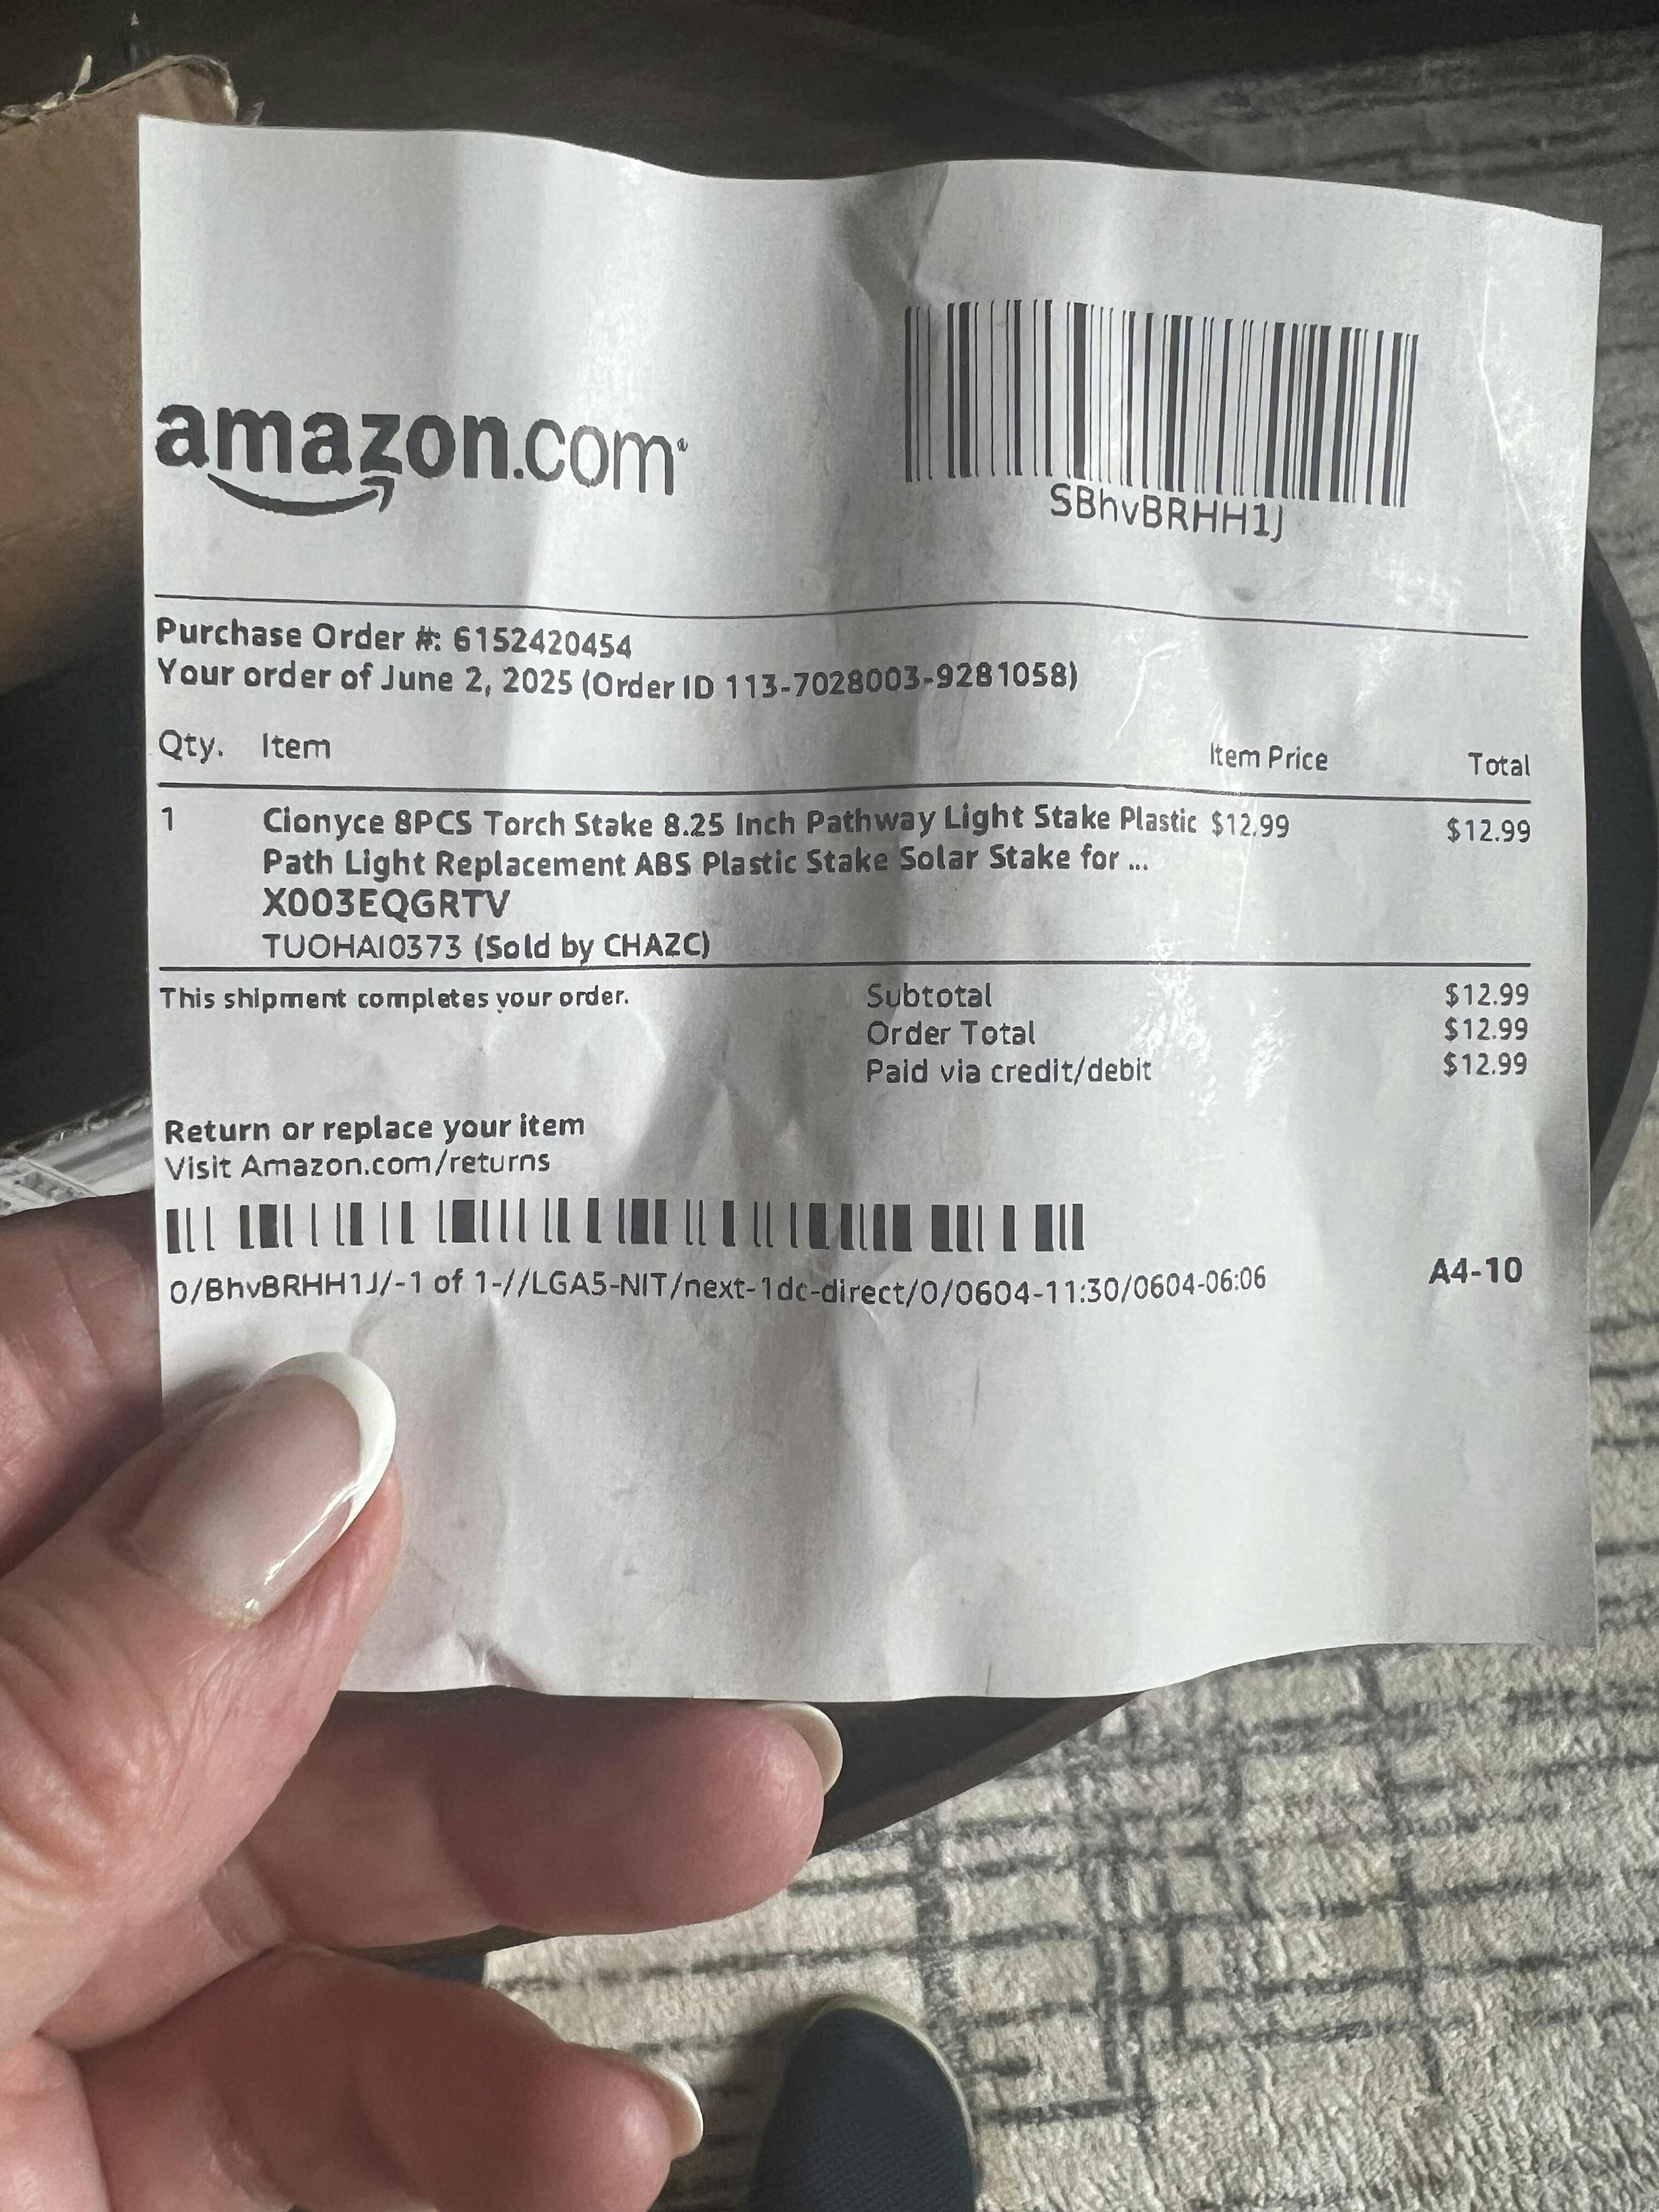 amazon.com
SBhvBRHH1J
Purchase Order #: 6152420454
Your order of June 2, 2025 (Order ID 113-7028003-9281058)
Qty. Item Item Price Total
1 Cionyce 8PCS Torch Stake 8.25 Inch Pathway Light Stake Plastic $12.99 $12.99
Path Light Replacement ABS Plastic Stake Solar Stake for ...
X003EQGRTV
TUOHAI0373 (Sold by CHAZC)
This shipment completes your order. Subtotal $12.99
Order Total $12.99
Paid via credit/debit $12.99
Return or replace your item
Visit Amazon.com/returns
0/BhvBRHH1J/-1 of 1-//LGA5-NIT/next-1dc-direct/0/0604-11:30/0604-06:06
A4-10